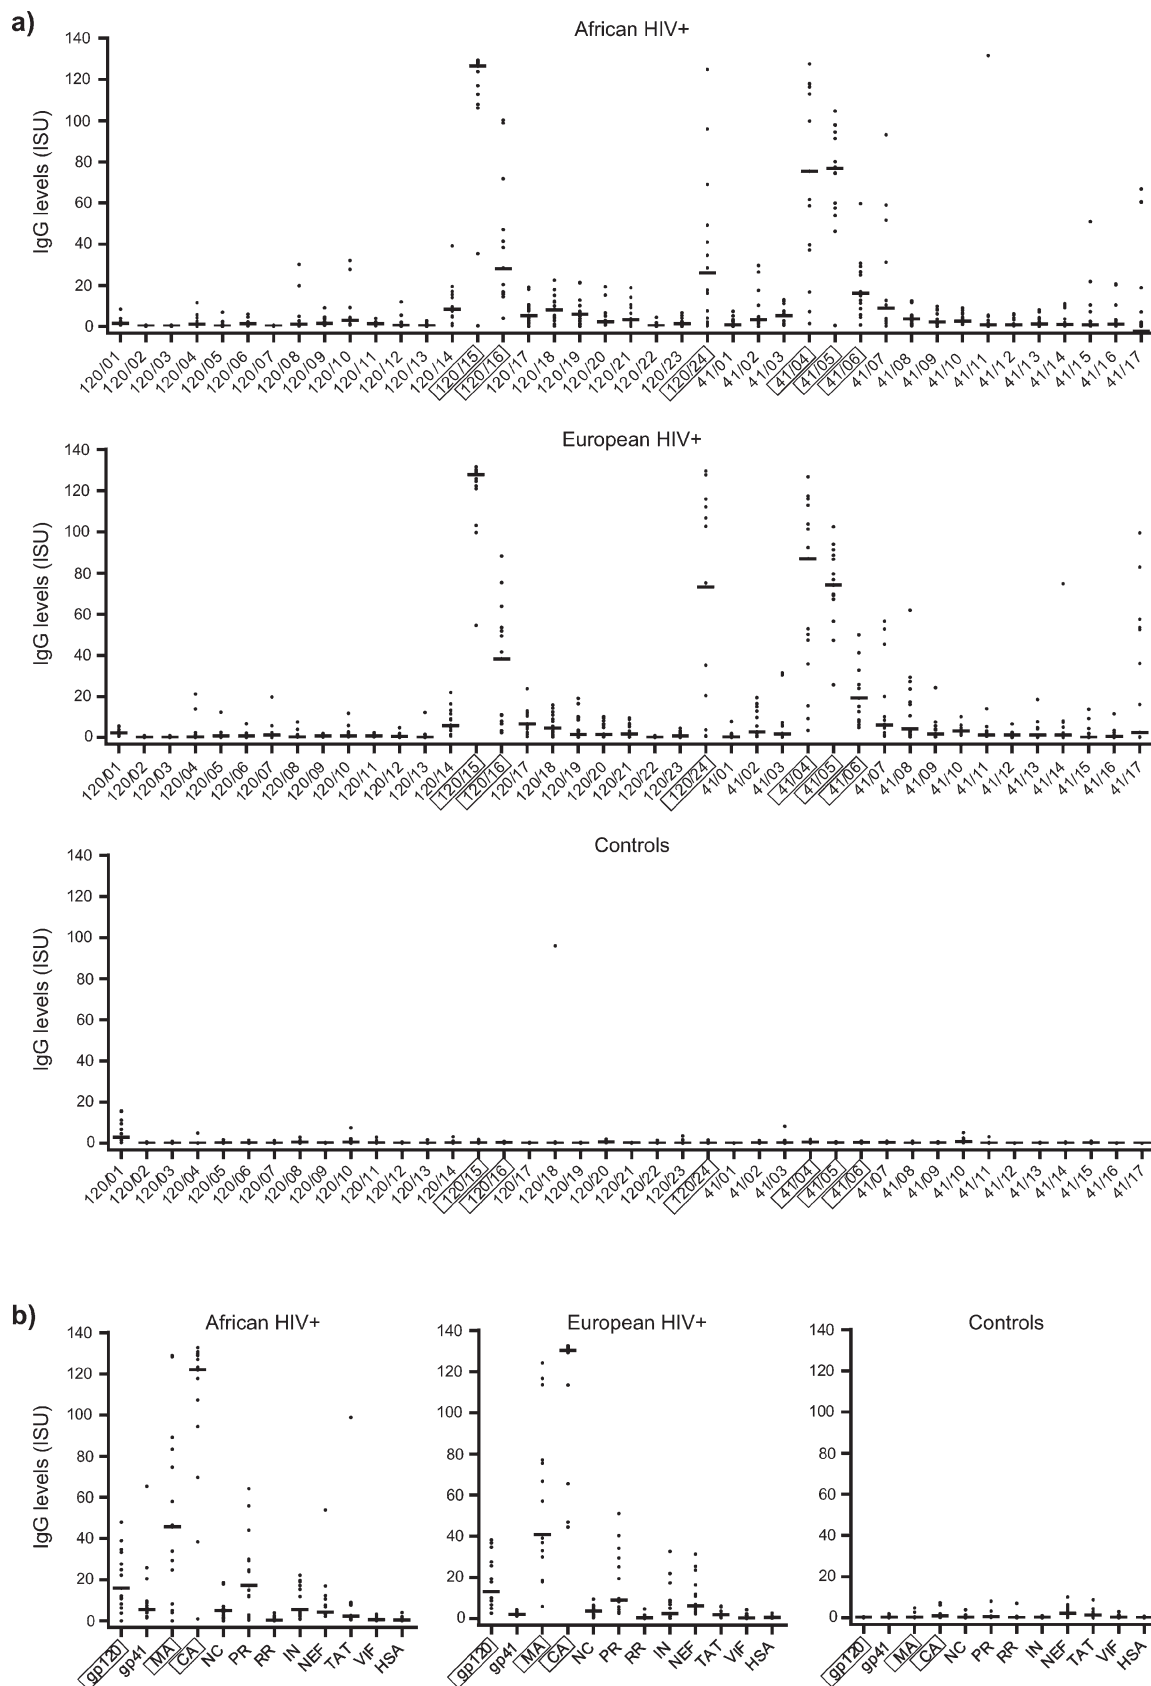 a)
African HIV+
IgG levels (ISU)
140
120
100
80
60
40
20
0
120/01 120/02 120/03 120/04 120/05 120/06 120/07 120/08 120/09 120/10 120/11 120/12 120/13 120/14 120/15 120/16 120/17 120/18 120/19 120/20 120/21 120/22 120/23 120/24 41/01 41/02 41/03 41/04 41/05 41/06 41/07 41/08 41/09 41/10 41/11 41/12 41/13 41/14 41/15 41/16 41/17
European HIV+
IgG levels (ISU)
140
120
100
80
60
40
20
0
120/01 120/02 120/03 120/04 120/05 120/06 120/07 120/08 120/09 120/10 120/11 120/12 120/13 120/14 120/15 120/16 120/17 120/18 120/19 120/20 120/21 120/22 120/23 120/24 41/01 41/02 41/03 41/04 41/05 41/06 41/07 41/08 41/09 41/10 41/11 41/12 41/13 41/14 41/15 41/16 41/17
Controls
IgG levels (ISU)
140
120
100
80
60
40
20
0
120/01 120/02 120/03 120/04 120/05 120/06 120/07 120/08 120/09 120/10 120/11 120/12 120/13 120/14 120/15 120/16 120/17 120/18 120/19 120/20 120/21 120/22 120/23 120/24 41/01 41/02 41/03 41/04 41/05 41/06 41/07 41/08 41/09 41/10 41/11 41/12 41/13 41/14 41/15 41/16 41/17
b)
African HIV+
IgG levels (ISU)
140
120
100
80
60
40
20
0
gp120 gp41 MA CA NC PR RR IN NEF TAT VIF HSA
European HIV+
140
120
100
80
60
40
20
0
gp120 gp41 MA CA NC PR RR IN NEF TAT VIF HSA
Controls
140
120
100
80
60
40
20
0
gp120 gp41 MA CA NC PR RR IN NEF TAT VIF HSA